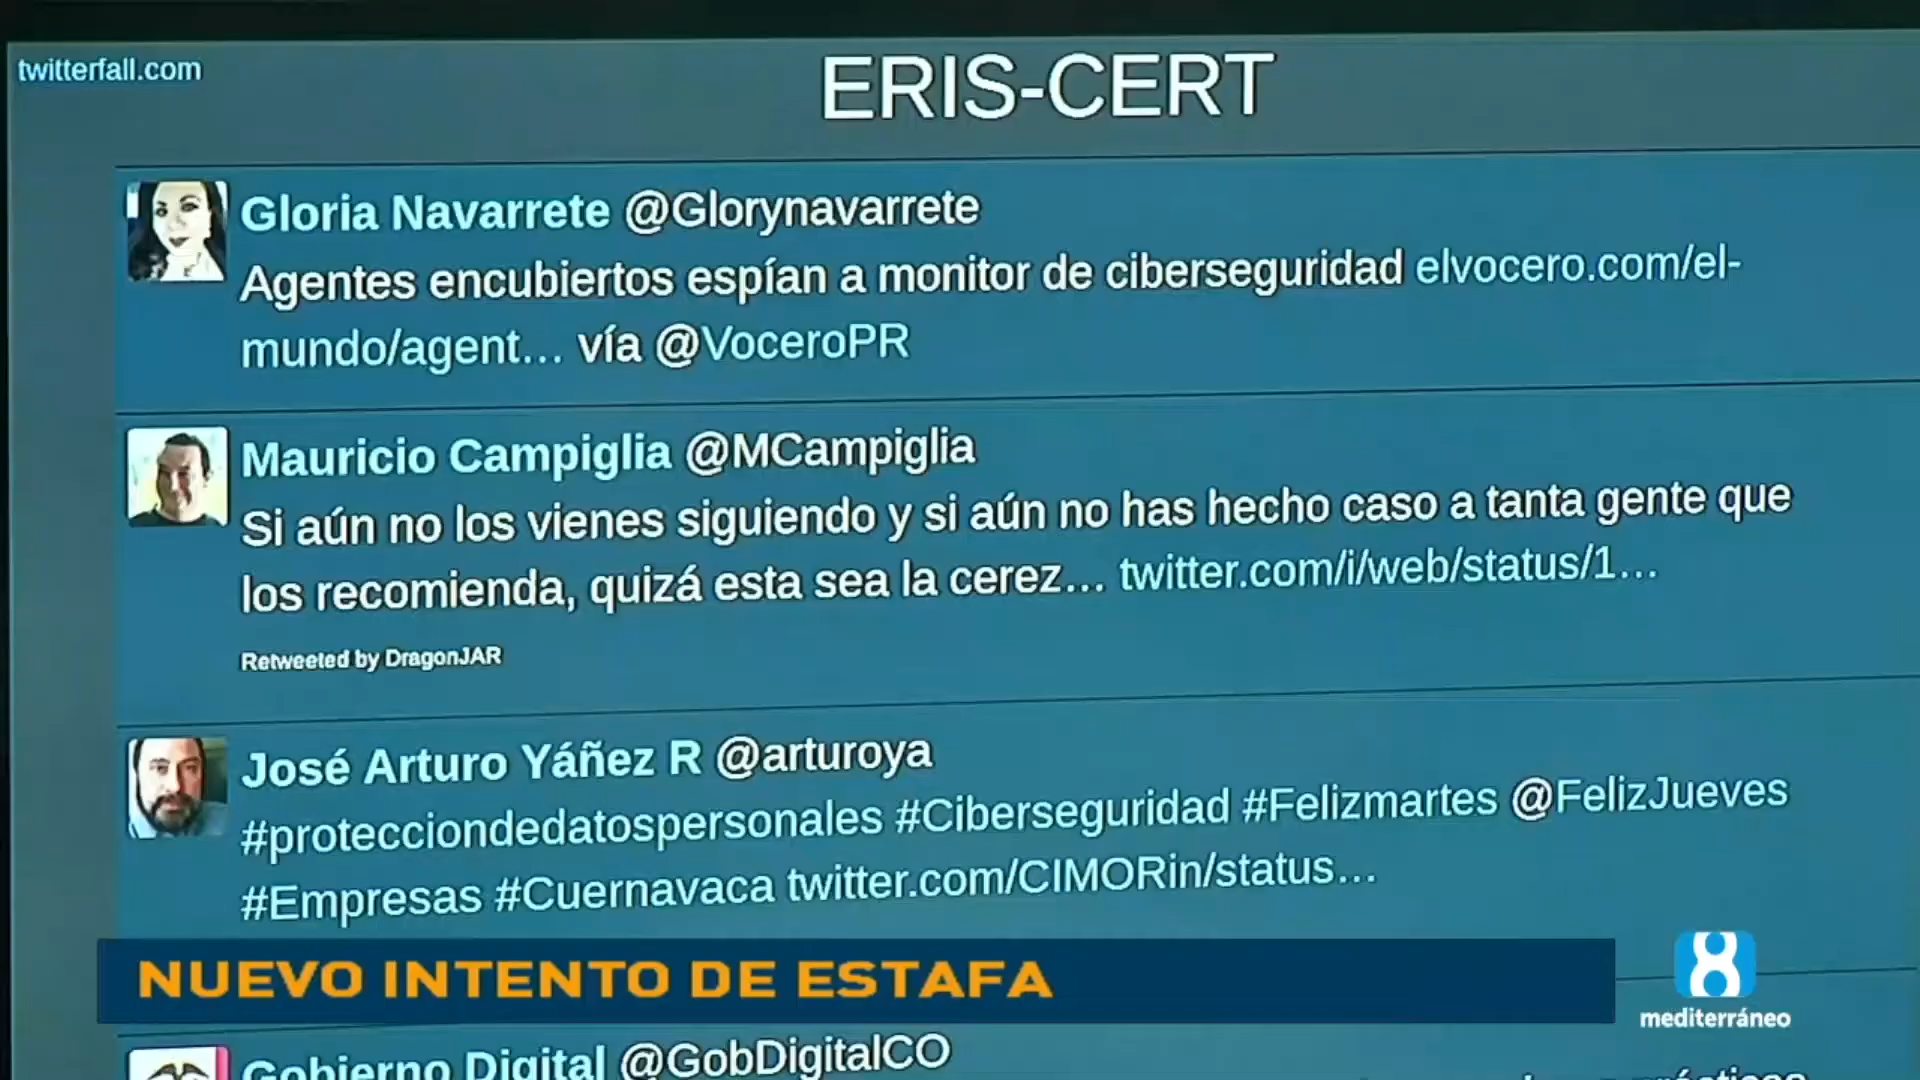 twitterfall.com
ERIS-CERT
Gloria Navarrete @Glorynavarrete
Agentes encubiertos espían a monitor de ciberseguridad elvocero.com/el-
mundo/agent... vía @VoceroPR
Mauricio Campiglia @MCampiglia
Si aún no los vienes siguiendo y si aún no has hecho caso a tanta gente que
los recomienda, quizá esta sea la cerez... twitter.com/i/web/status/1...
Retweeted by DragonJAR
José Arturo Yáñez R @arturoya
#protecciondedatospersonales #Ciberseguridad #Felizmartes @FelizJueves
#Empresas #Cuernavaca twitter.com/CIMORin/status...
NUEVO INTENTO DE ESTAFA
8
mediterráneo
Gobierno Digital @GobDigitalCO